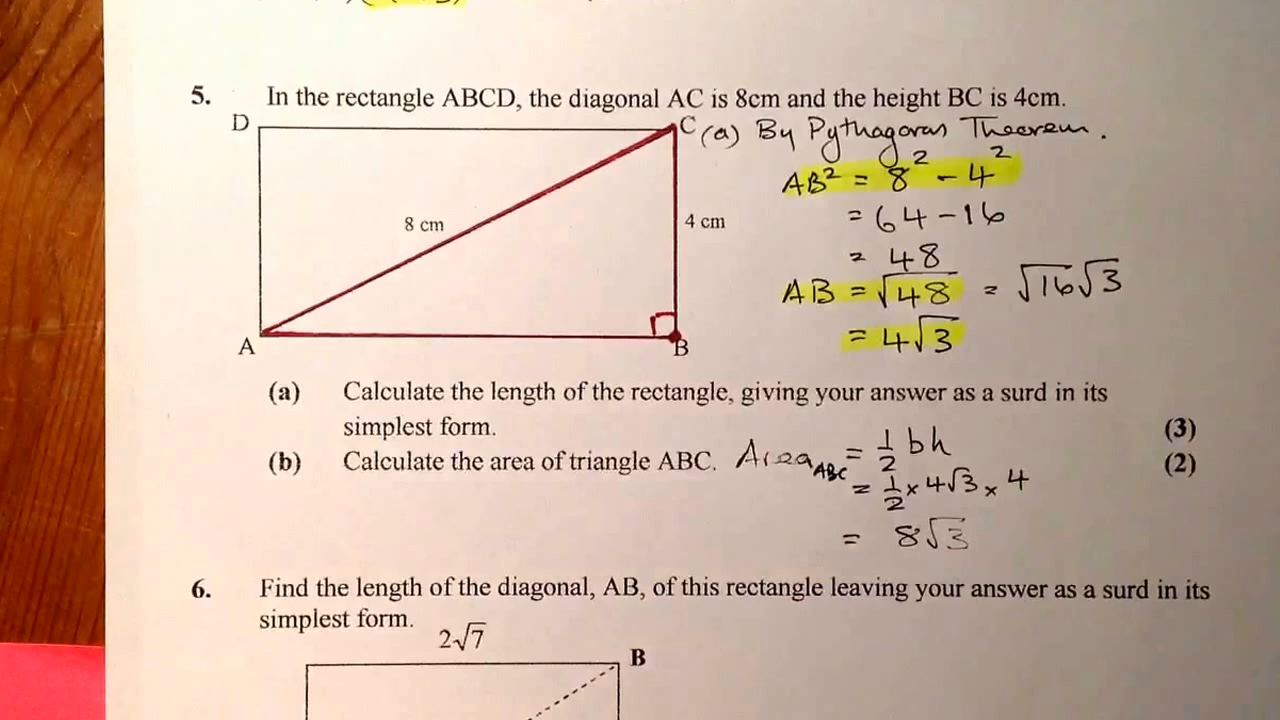 5. In the rectangle ABCD, the diagonal AC is 8cm and the height BC is 4cm.
D
C
(a) By Pythagoras Theorem.
AB² = 8² - 4²
8 cm
4 cm
= 64 - 16
= 48
AB = √48 = √16√3
= 4√3
A
B
(a) Calculate the length of the rectangle, giving your answer as a surd in its
simplest form. (3)
(b) Calculate the area of triangle ABC. (2)
Area ABC = 1/2 bh
= 1/2 × 4√3 × 4
= 8√3
6. Find the length of the diagonal, AB, of this rectangle leaving your answer as a surd in its
simplest form.
2√7
B